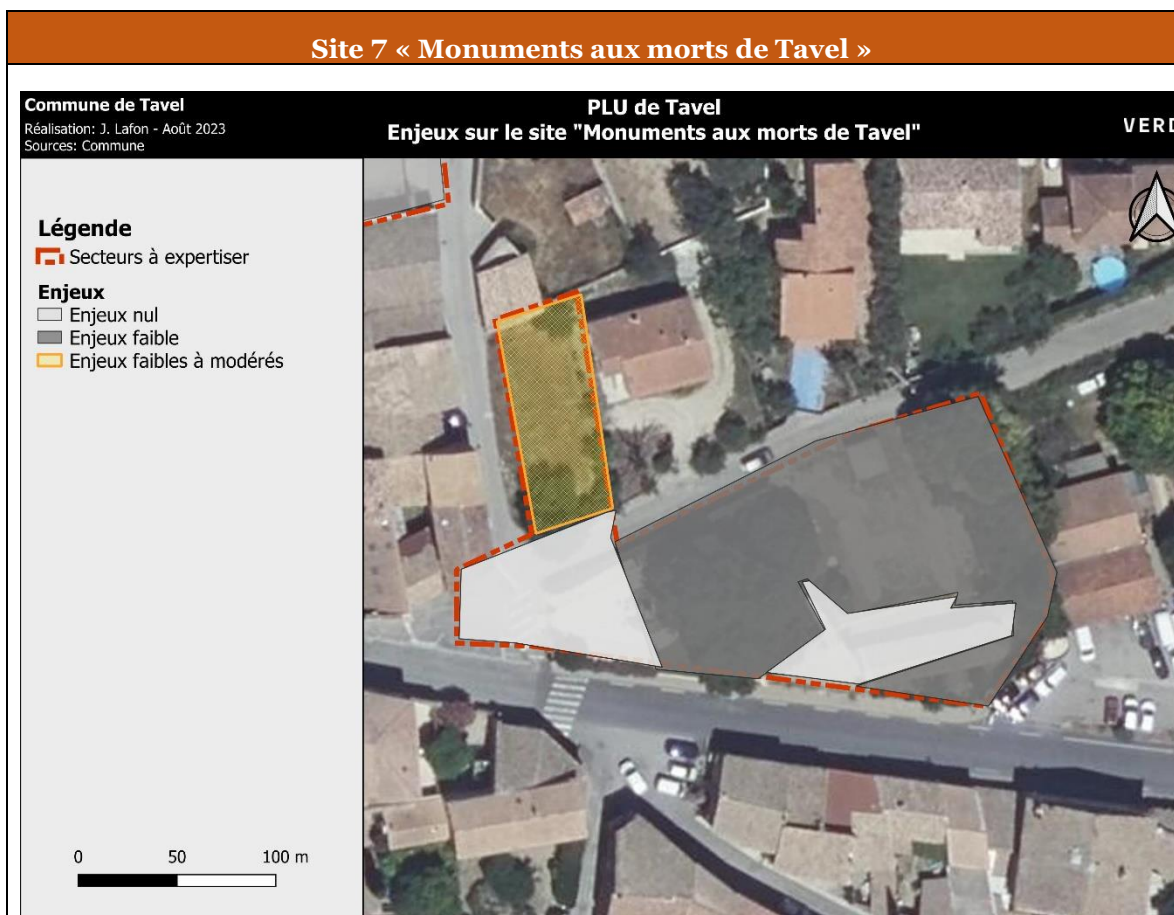 Site 7 « Monuments aux morts de Tavel »
Commune de Tavel
Réalisation: J. Lafon - Août 2023
Sources: Commune
PLU de Tavel
Enjeux sur le site "Monuments aux morts de Tavel"
VERD
Légende
Secteurs à expertiser
Enjeux
Enjeux nul
Enjeux faible
Enjeux faibles à modérés
0 50 100 m